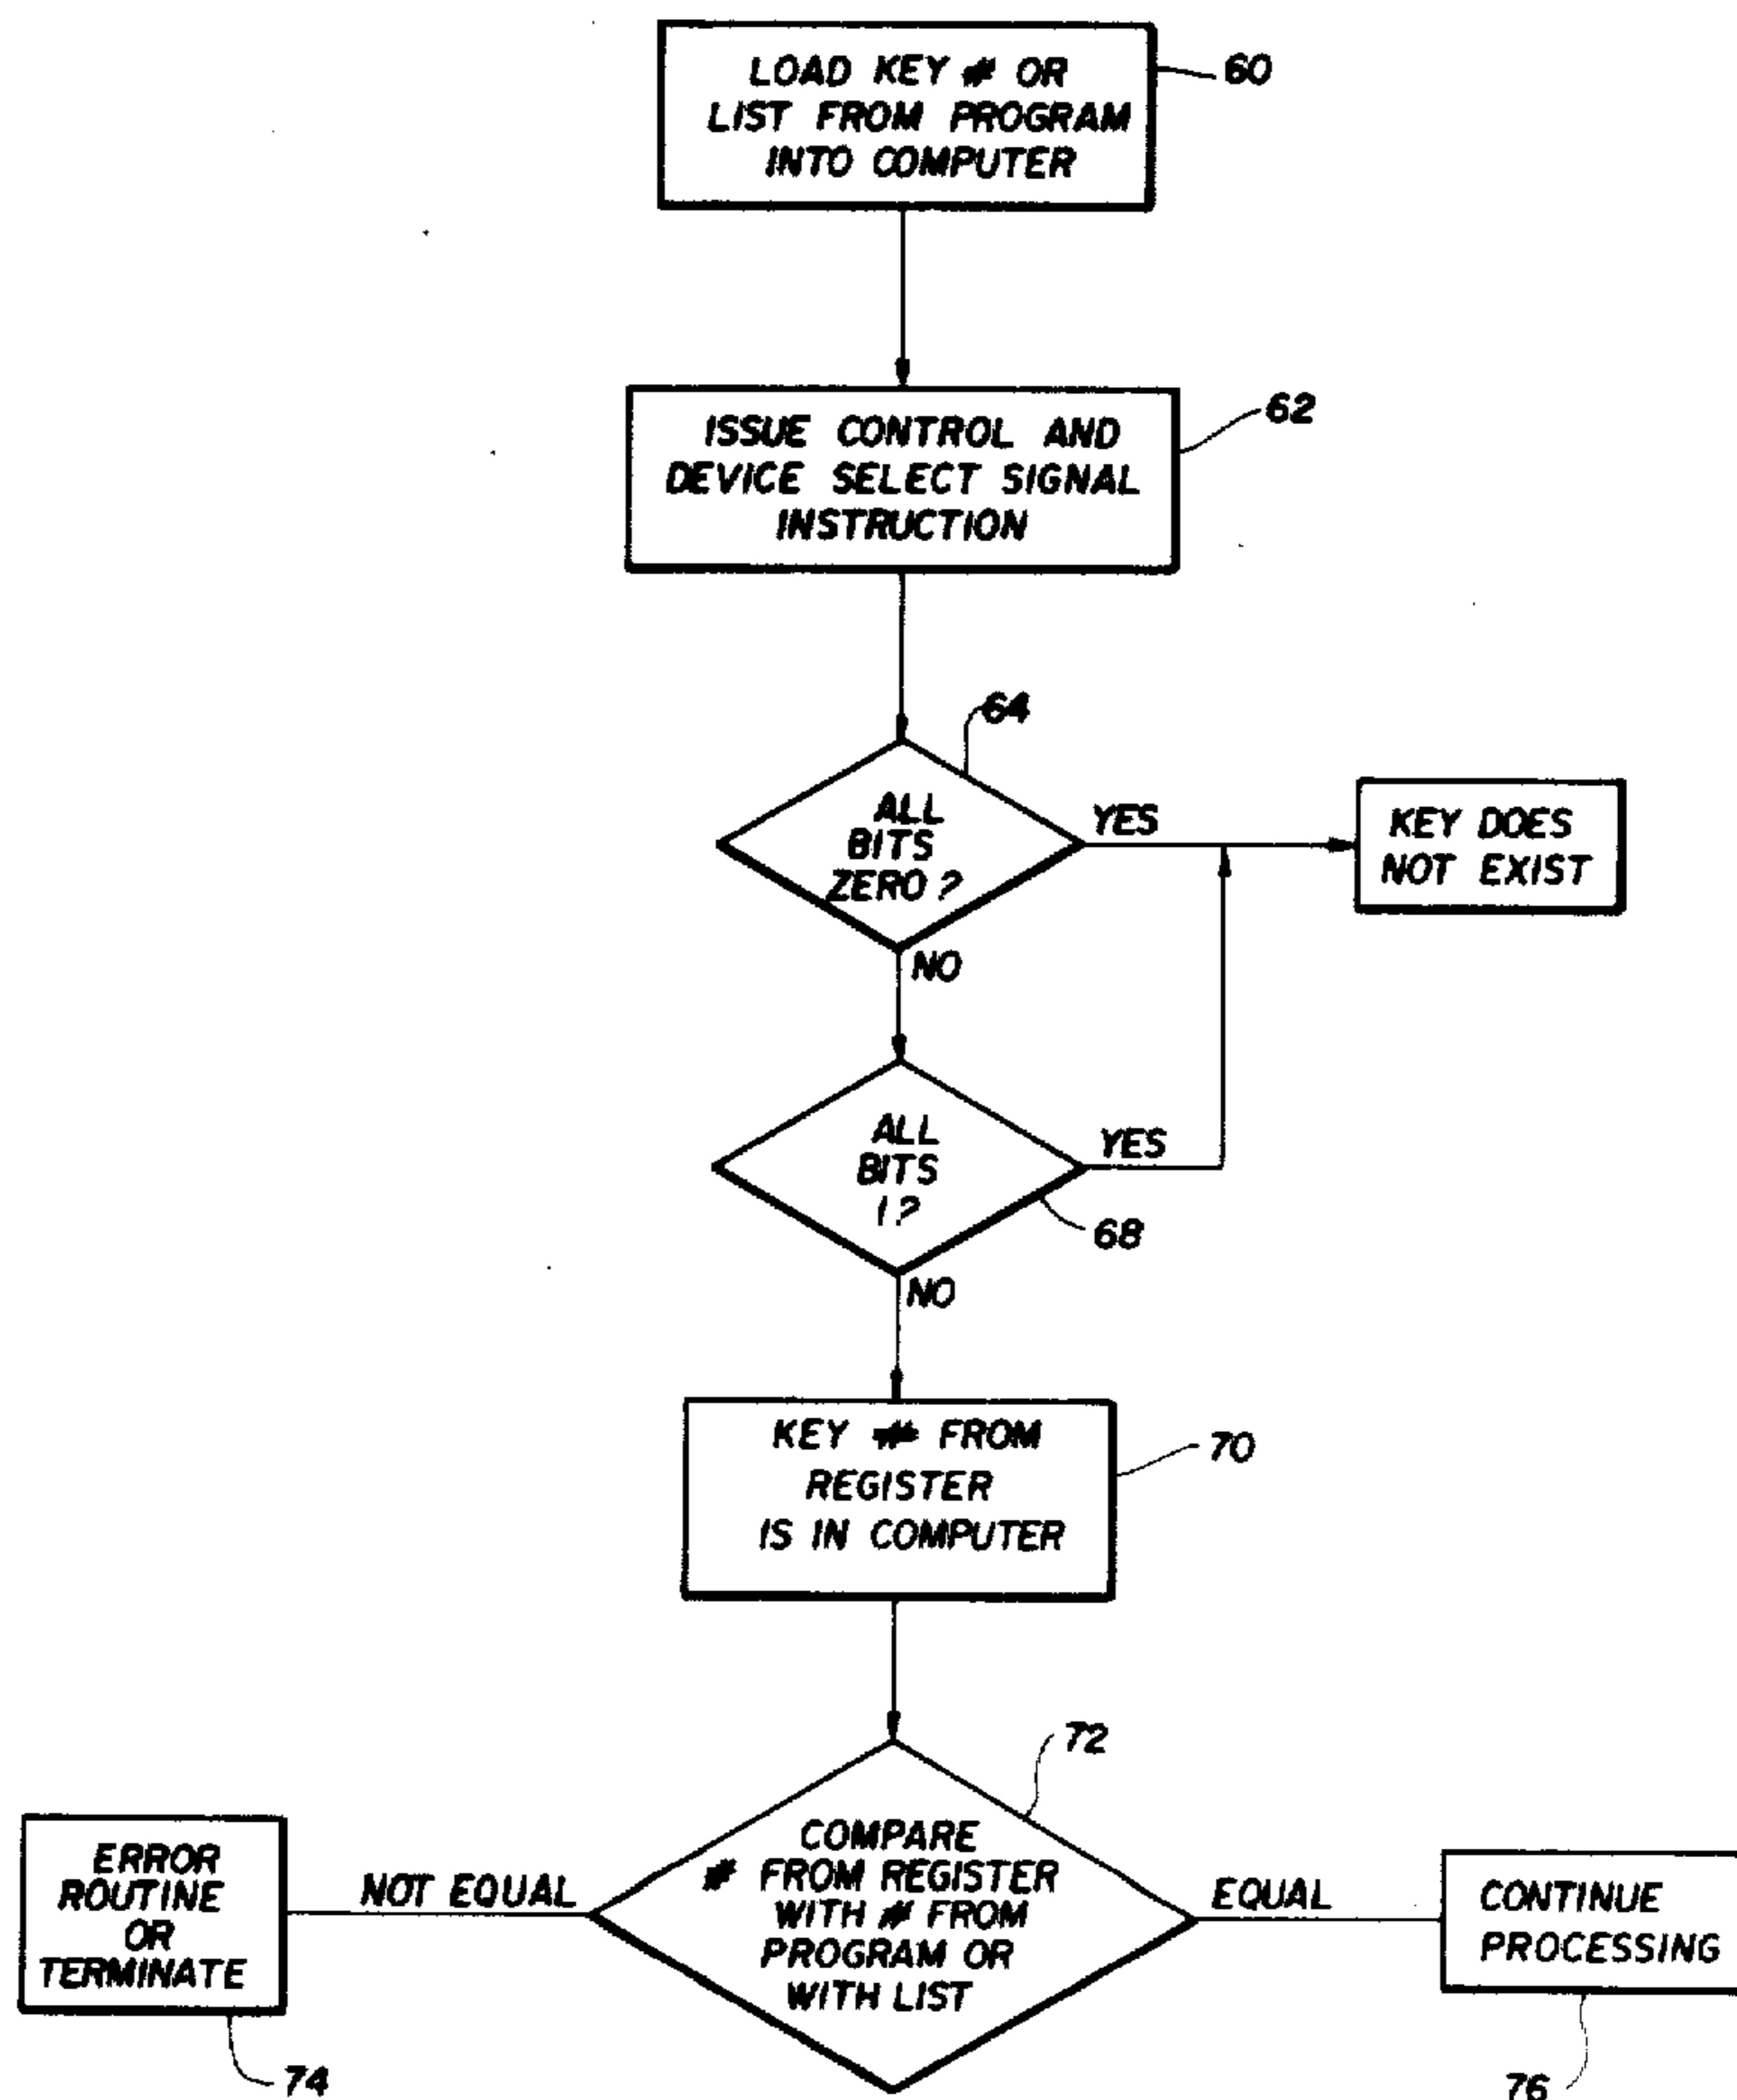 LOAD KEY # OR
LIST FROM PROGRAM
INTO COMPUTER
60
ISSUE CONTROL AND
DEVICE SELECT SIGNAL
INSTRUCTION
62
64
ALL
BITS
ZERO?
YES
KEY DOES
NOT EXIST
NO
ALL
BITS
1?
YES
68
NO
KEY # FROM
REGISTER
IS IN COMPUTER
70
72
COMPARE
# FROM REGISTER
WITH # FROM
PROGRAM OR
WITH LIST
NOT EQUAL
ERROR
ROUTINE
OR
TERMINATE
74
EQUAL
CONTINUE
PROCESSING
76